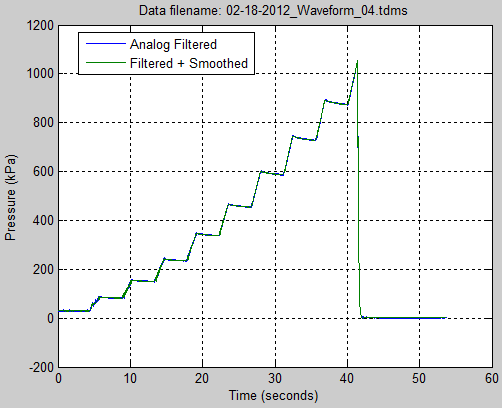 Data filename: 02-18-2012_Waveform_04.tdms
Analog Filtered
Filtered + Smoothed
Pressure (kPa)
1200
1000
800
600
400
200
0
-200
0 10 20 30 40 50 60
Time (seconds)